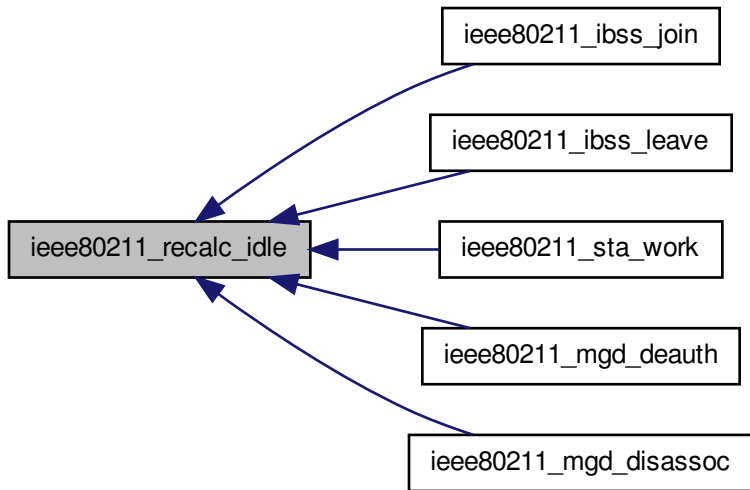 ieee80211_ibss_join
ieee80211_ibss_leave
ieee80211_recalc_idle
ieee80211_sta_work
ieee80211_mgd_deauth
ieee80211_mgd_disassoc